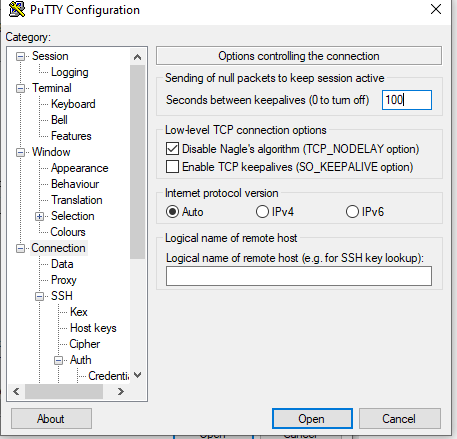 PuTTY Configuration
Category:
Session
Logging
Terminal
Keyboard
Bell
Features
Window
Appearance
Behaviour
Translation
Selection
Colours
Connection
Data
Proxy
SSH
Kex
Host keys
Cipher
Auth
Credenti
Options controlling the connection
Sending of null packets to keep session active
Seconds between keepalives (0 to turn off) 100
Low-level TCP connection options
Disable Nagle's algorithm (TCP_NODELAY option)
Enable TCP keepalives (SO_KEEPALIVE option)
Internet protocol version
Auto IPv4 IPv6
Logical name of remote host
Logical name of remote host (e.g. for SSH key lookup):
About Open Cancel